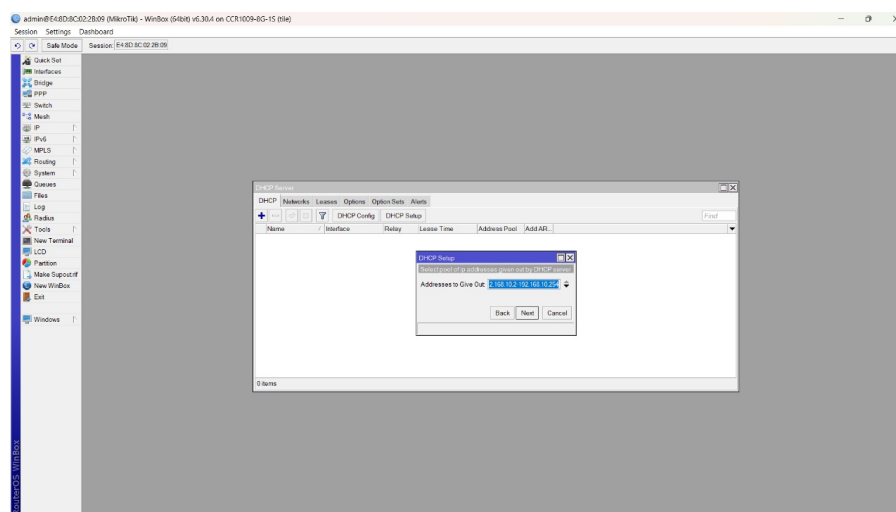 admin@E4:8D:8C:02:2B:09 (MikroTik) - WinBox (64bit) v6.30.4 on CCR1009-8G-1S (tile)
Session Settings Dashboard
Safe Mode Session: E4:8D:8C:02:2B:09
Quick Set
Interfaces
Bridge
PPP
Switch
Mesh
IP
IPv6
MPLS
Routing
System
Queues
Files
Log
Radius
Tools
New Terminal
LCD
Partition
Make Supout.rif
New WinBox
Exit
Windows
RouterOS WinBox
DHCP Server
DHCP Networks Leases Options Option Sets Alerts
DHCP Config DHCP Setup Find
Name / Interface Relay Lease Time Address Pool Add AR...
DHCP Setup
Select pool of ip addresses given out by DHCP server
Addresses to Give Out: 2.168.10.2-192.168.10.254
Back Next Cancel
0 items